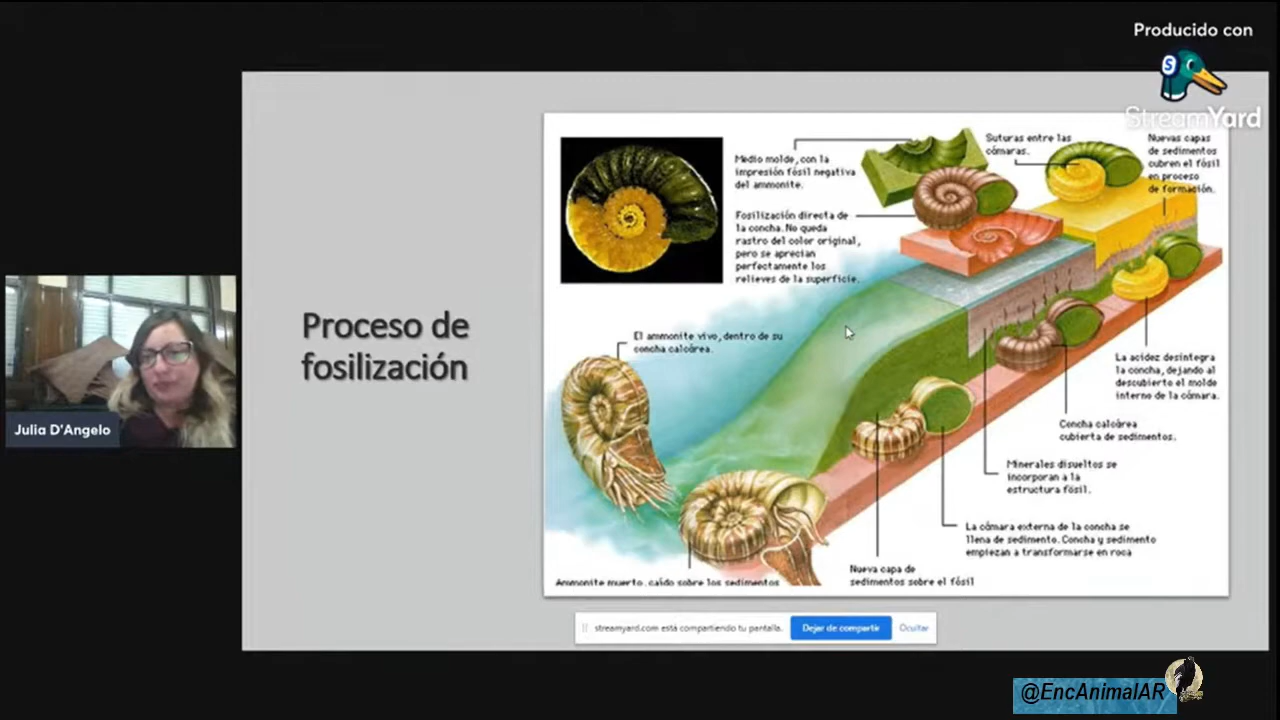 Producido con
StreamYard
Proceso de
fosilización
Medio molde, con la
impresión fósil negativa
del ammonite.
Suturas entre las
cámaras.
Nuevas capas
de sedimentos
cubren el fósil
en proceso
de formación.
Fosilización directa de
la concha. No queda
rastro del color original,
pero se aprecian
perfectamente los
relieves de la superficie.
El ammonite vivo, dentro de su
concha calcárea.
La acidez desintegra
la concha, dejando al
descubierto el molde
interno de la cámara.
Concha calcárea
cubierta de sedimentos.
Minerales disueltos se
incorporan a la
estructura fósil.
La cámara externa de la concha se
llena de sedimento. Concha y sedimento
empiezan a transformarse en roca
Nueva capa de
sedimentos sobre el fósil
Ammonite muerto, caído sobre los sedimentos
Julia D'Angelo
streamyard.com está compartiendo tu pantalla.
Dejar de compartir
Ocultar
@EncAnimalAR